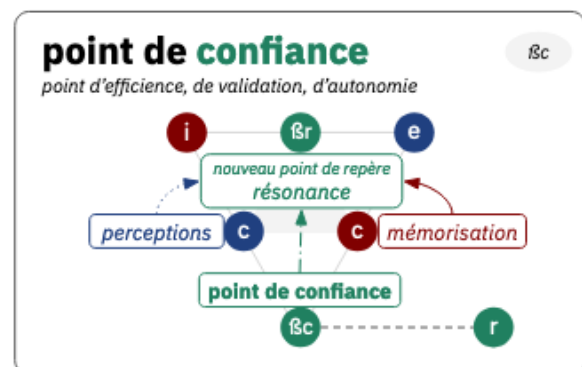 point de confiance
ßc
point d'efficience, de validation, d'autonomie
i
ßr
e
nouveau point de repère
résonance
perceptions
c
c
mémorisation
point de confiance
ßc
r